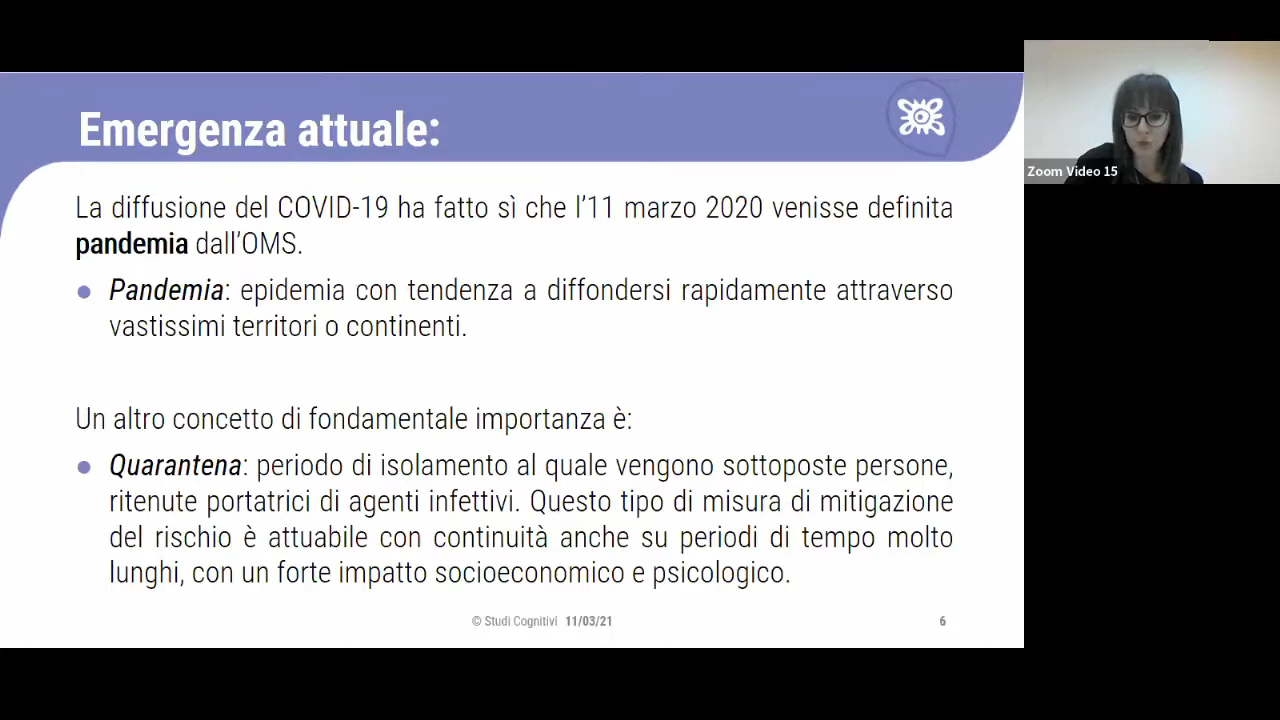 Emergenza attuale:
Zoom Video 15
La diffusione del COVID-19 ha fatto sì che l’11 marzo 2020 venisse definita
pandemia dall’OMS.
● Pandemia: epidemia con tendenza a diffondersi rapidamente attraverso
vastissimi territori o continenti.
Un altro concetto di fondamentale importanza è:
● Quarantena: periodo di isolamento al quale vengono sottoposte persone,
ritenute portatrici di agenti infettivi. Questo tipo di misura di mitigazione
del rischio è attuabile con continuità anche su periodi di tempo molto
lunghi, con un forte impatto socioeconomico e psicologico.
© Studi Cognitivi 11/03/21 6